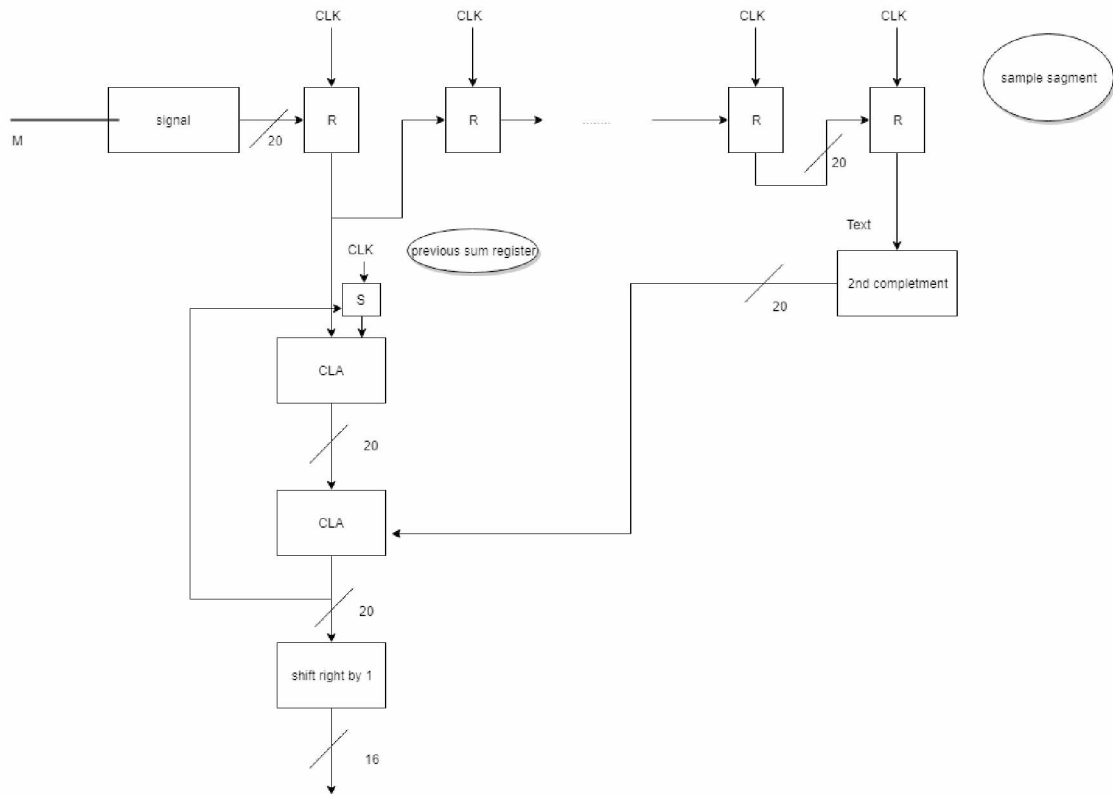 CLK
CLK
CLK
CLK
sample sagment
signal
R
R
........
R
R
M
20
20
Text
previous sum register
CLK
2nd completment
S
20
CLA
20
CLA
20
shift right by 1
16